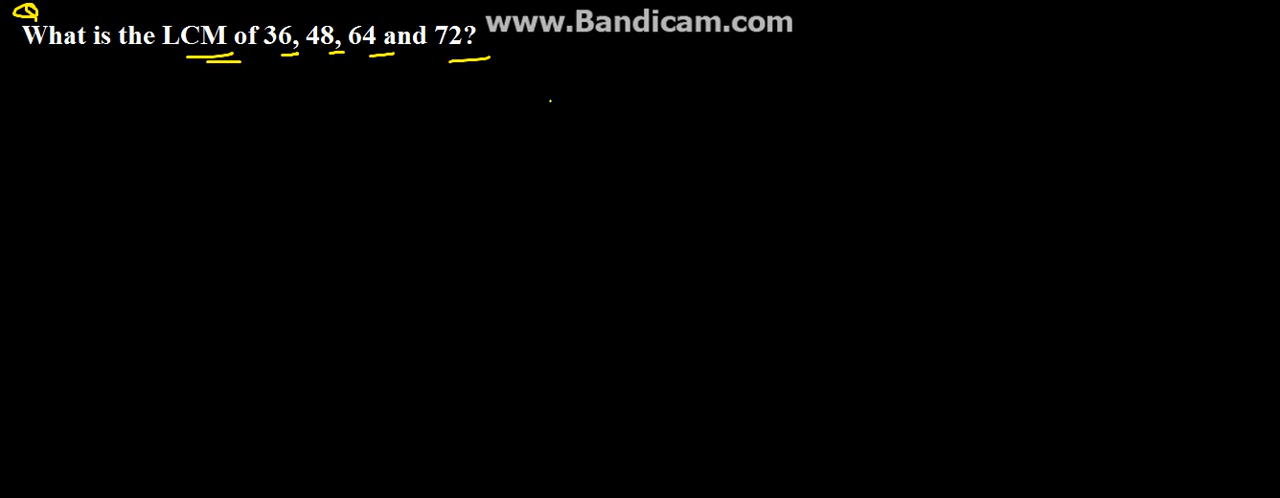 What is the LCM of 36, 48, 64 and 72?
www.Bandicam.com